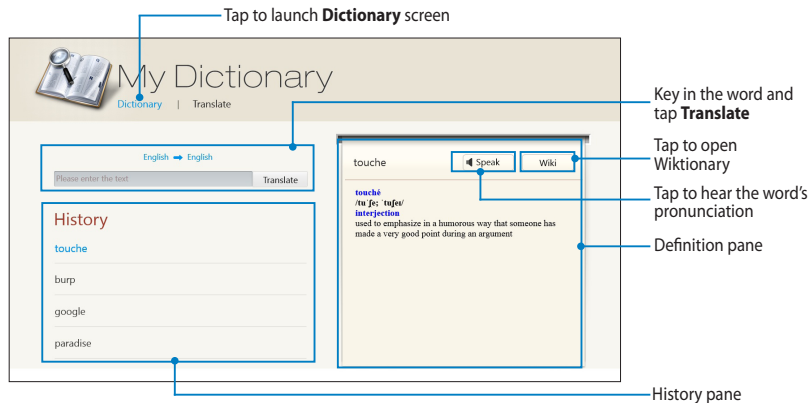 Tap to launch Dictionary screen
My Dictionary
Dictionary | Translate
English English
Please enter the text Translate
History
touche
burp
google
paradise
touche Speak Wiki
touché
/tuˈʃe; ˈtuʃeɪ/
interjection
used to emphasize in a humorous way that someone has
made a very good point during an argument
Key in the word and
tap Translate
Tap to open
Wiktionary
Tap to hear the word's
pronunciation
Definition pane
History pane